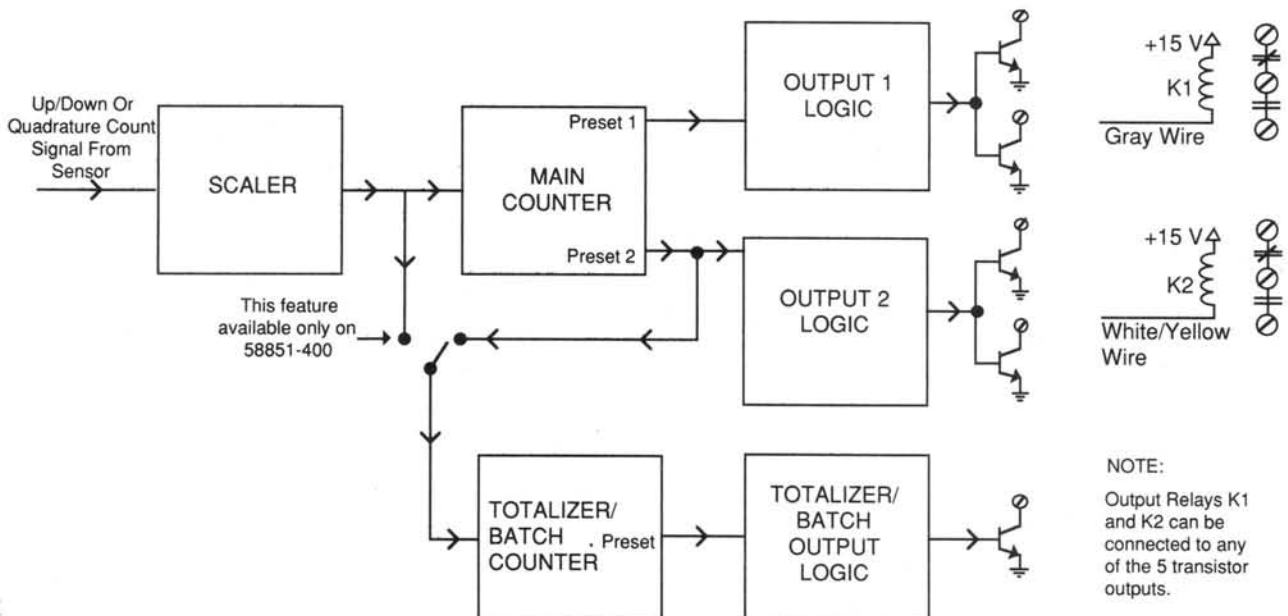 Up/Down Or
Quadrature Count
Signal From
Sensor
SCALER
MAIN
COUNTER
Preset 1
Preset 2
OUTPUT 1
LOGIC
OUTPUT 2
LOGIC
This feature
available only on
58851-400
TOTALIZER/
BATCH
COUNTER
. Preset
TOTALIZER/
BATCH
OUTPUT
LOGIC
+15 V
K1
Gray Wire
+15 V
K2
White/Yellow
Wire
NOTE:
Output Relays K1
and K2 can be
connected to any
of the 5 transistor
outputs.